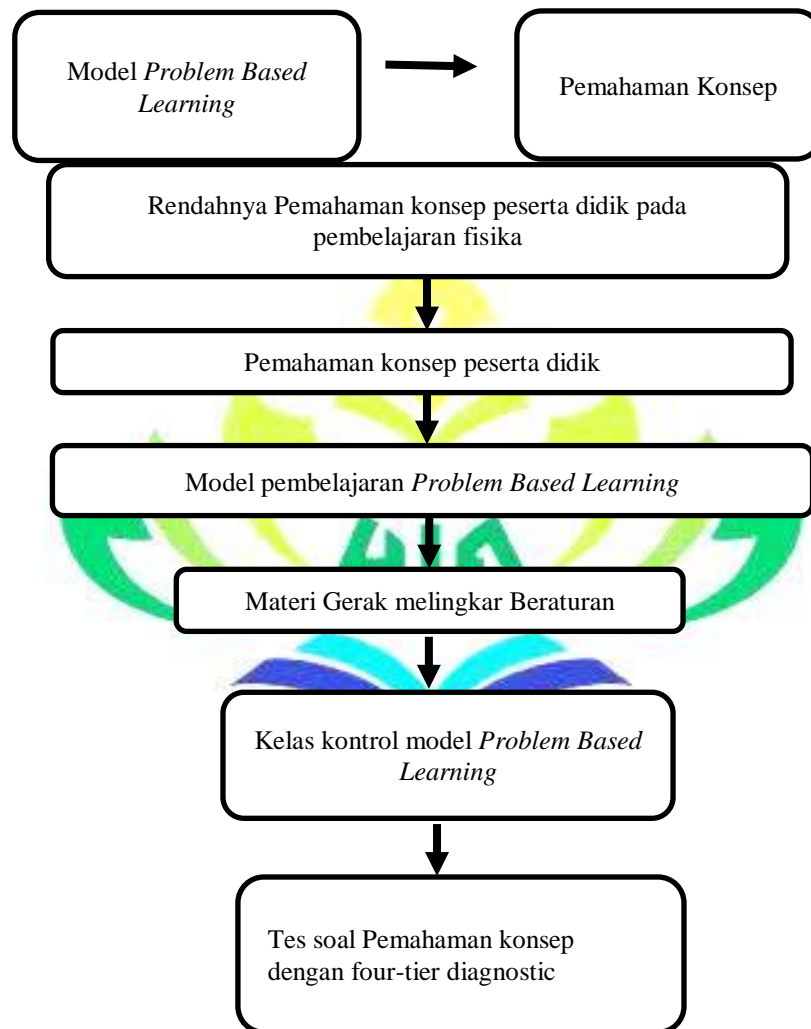 Model Problem Based
Learning
Pemahaman Konsep
Rendahnya Pemahaman konsep peserta didik pada
pembelajaran fisika
Pemahaman konsep peserta didik
Model pembelajaran Problem Based Learning
Materi Gerak melingkar Beraturan
Kelas kontrol model Problem Based
Learning
Tes soal Pemahaman konsep
dengan four-tier diagnostic